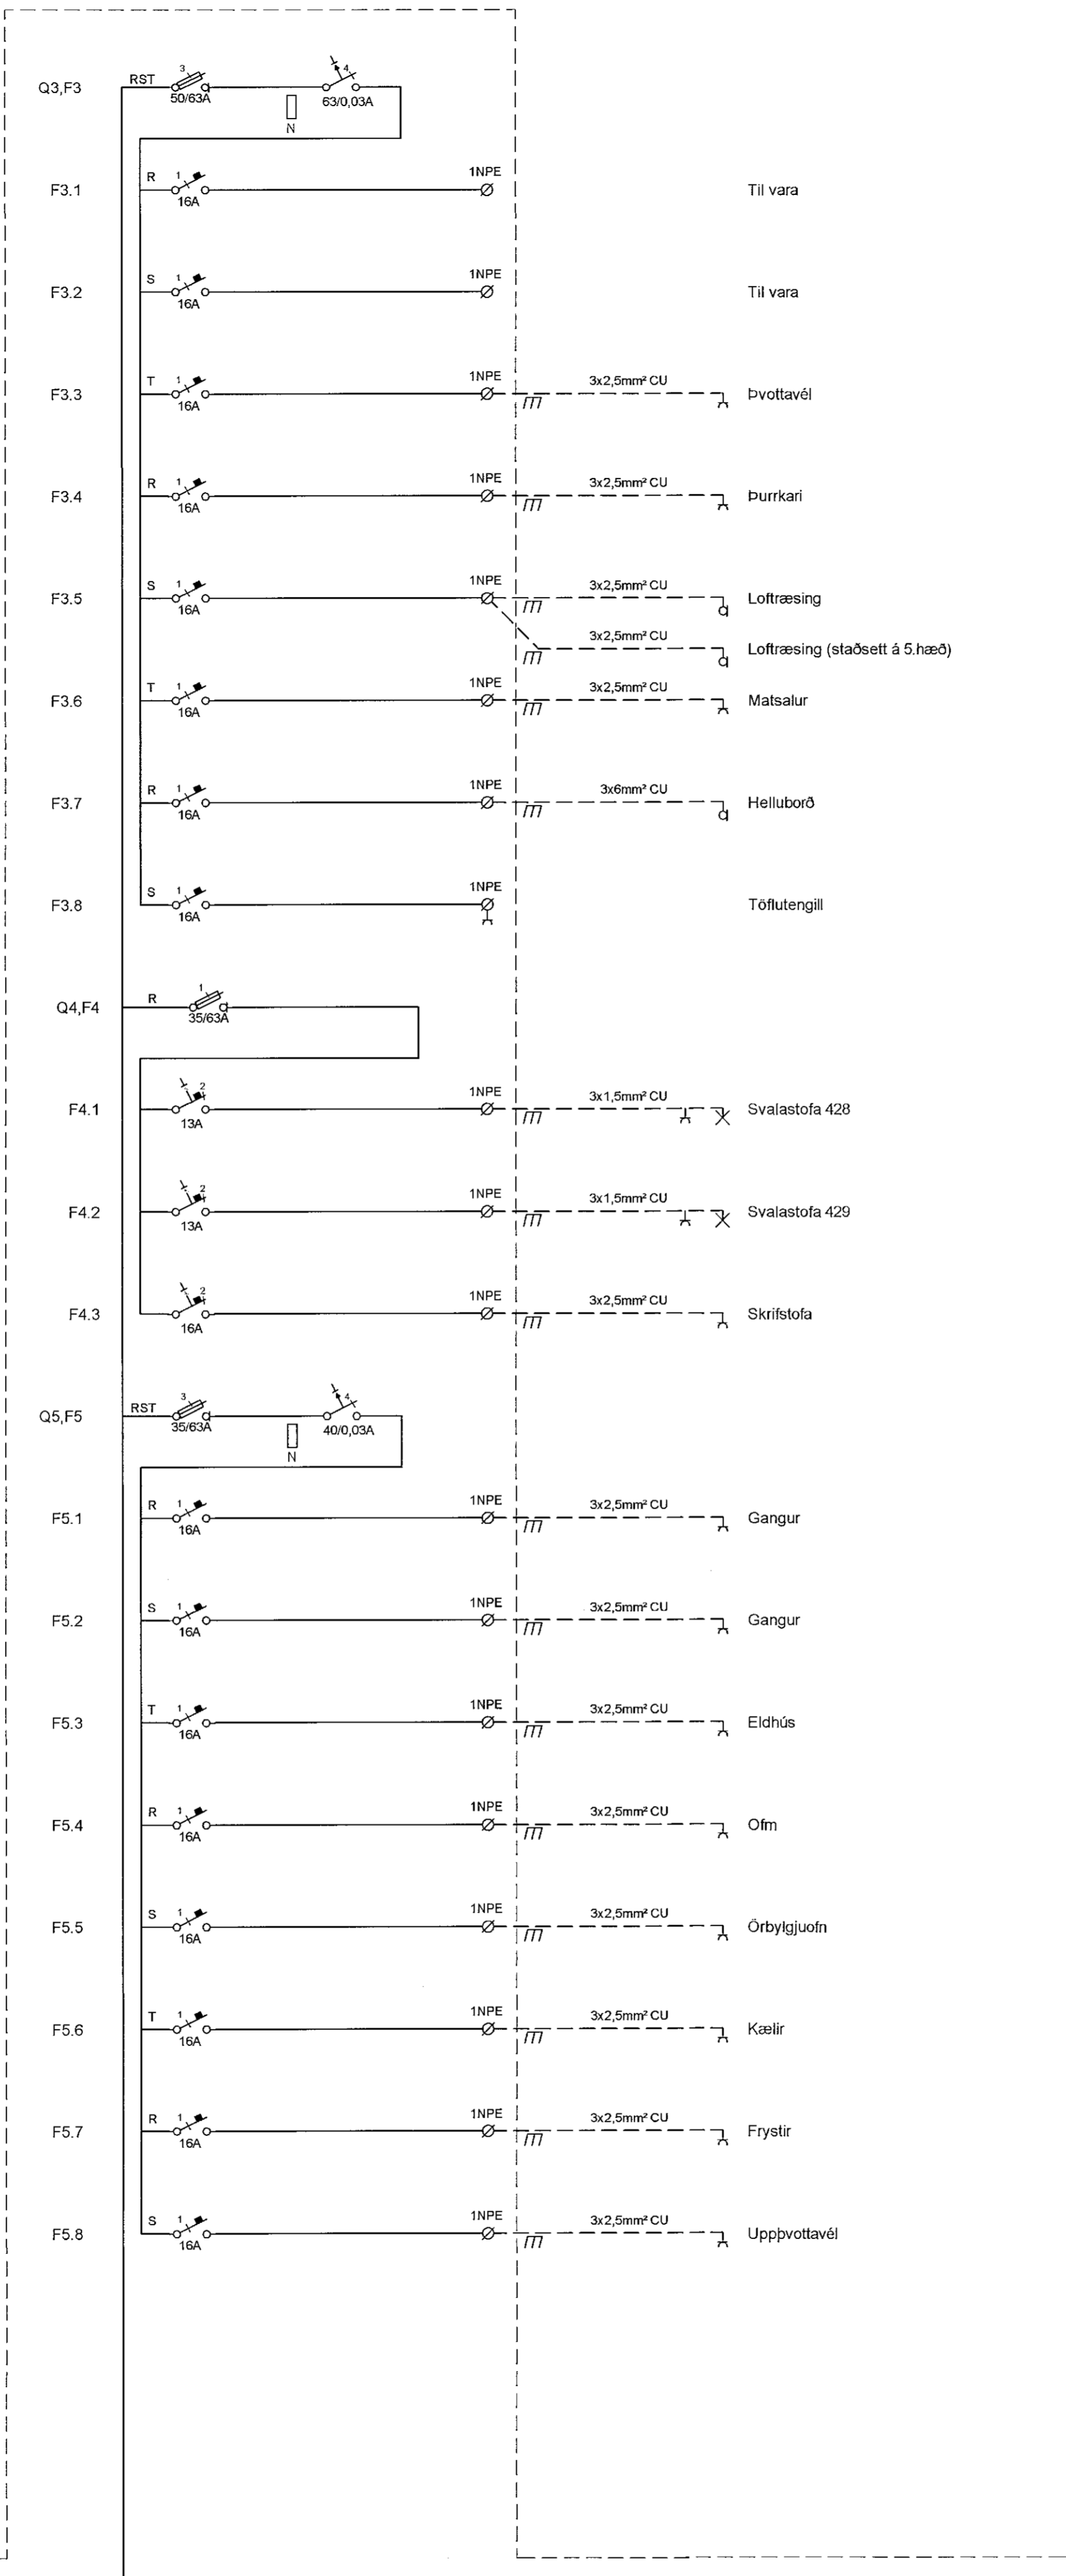 Q3,F3 RST 3 50/63A N 4 63/0,03A
F3.1 R 1 16A 1NPE Til vara
F3.2 S 1 16A 1NPE Til vara
F3.3 T 1 16A 1NPE 3x2,5mm² CU Þvottavél
F3.4 R 1 16A 1NPE 3x2,5mm² CU Þurrkari
F3.5 S 1 16A 1NPE 3x2,5mm² CU Loftræsing
3x2,5mm² CU Loftræsing (staðsett á 5.hæð)
F3.6 T 1 16A 1NPE 3x2,5mm² CU Matsalur
F3.7 R 1 16A 1NPE 3x6mm² CU Helluborð
F3.8 S 1 16A 1NPE Töflutengill
Q4,F4 R 1 35/63A
F4.1 2 13A 1NPE 3x1,5mm² CU Svalastofa 428
F4.2 2 13A 1NPE 3x1,5mm² CU Svalastofa 429
F4.3 2 16A 1NPE 3x2,5mm² CU Skrifstofa
Q5,F5 RST 3 35/63A N 4 40/0,03A
F5.1 R 1 16A 1NPE 3x2,5mm² CU Gangur
F5.2 S 1 16A 1NPE 3x2,5mm² CU Gangur
F5.3 T 1 16A 1NPE 3x2,5mm² CU Eldhús
F5.4 R 1 16A 1NPE 3x2,5mm² CU Ofm
F5.5 S 1 16A 1NPE 3x2,5mm² CU Örbylgjuofn
F5.6 T 1 16A 1NPE 3x2,5mm² CU Kælir
F5.7 R 1 16A 1NPE 3x2,5mm² CU Frystir
F5.8 S 1 16A 1NPE 3x2,5mm² CU Uppþvottavél